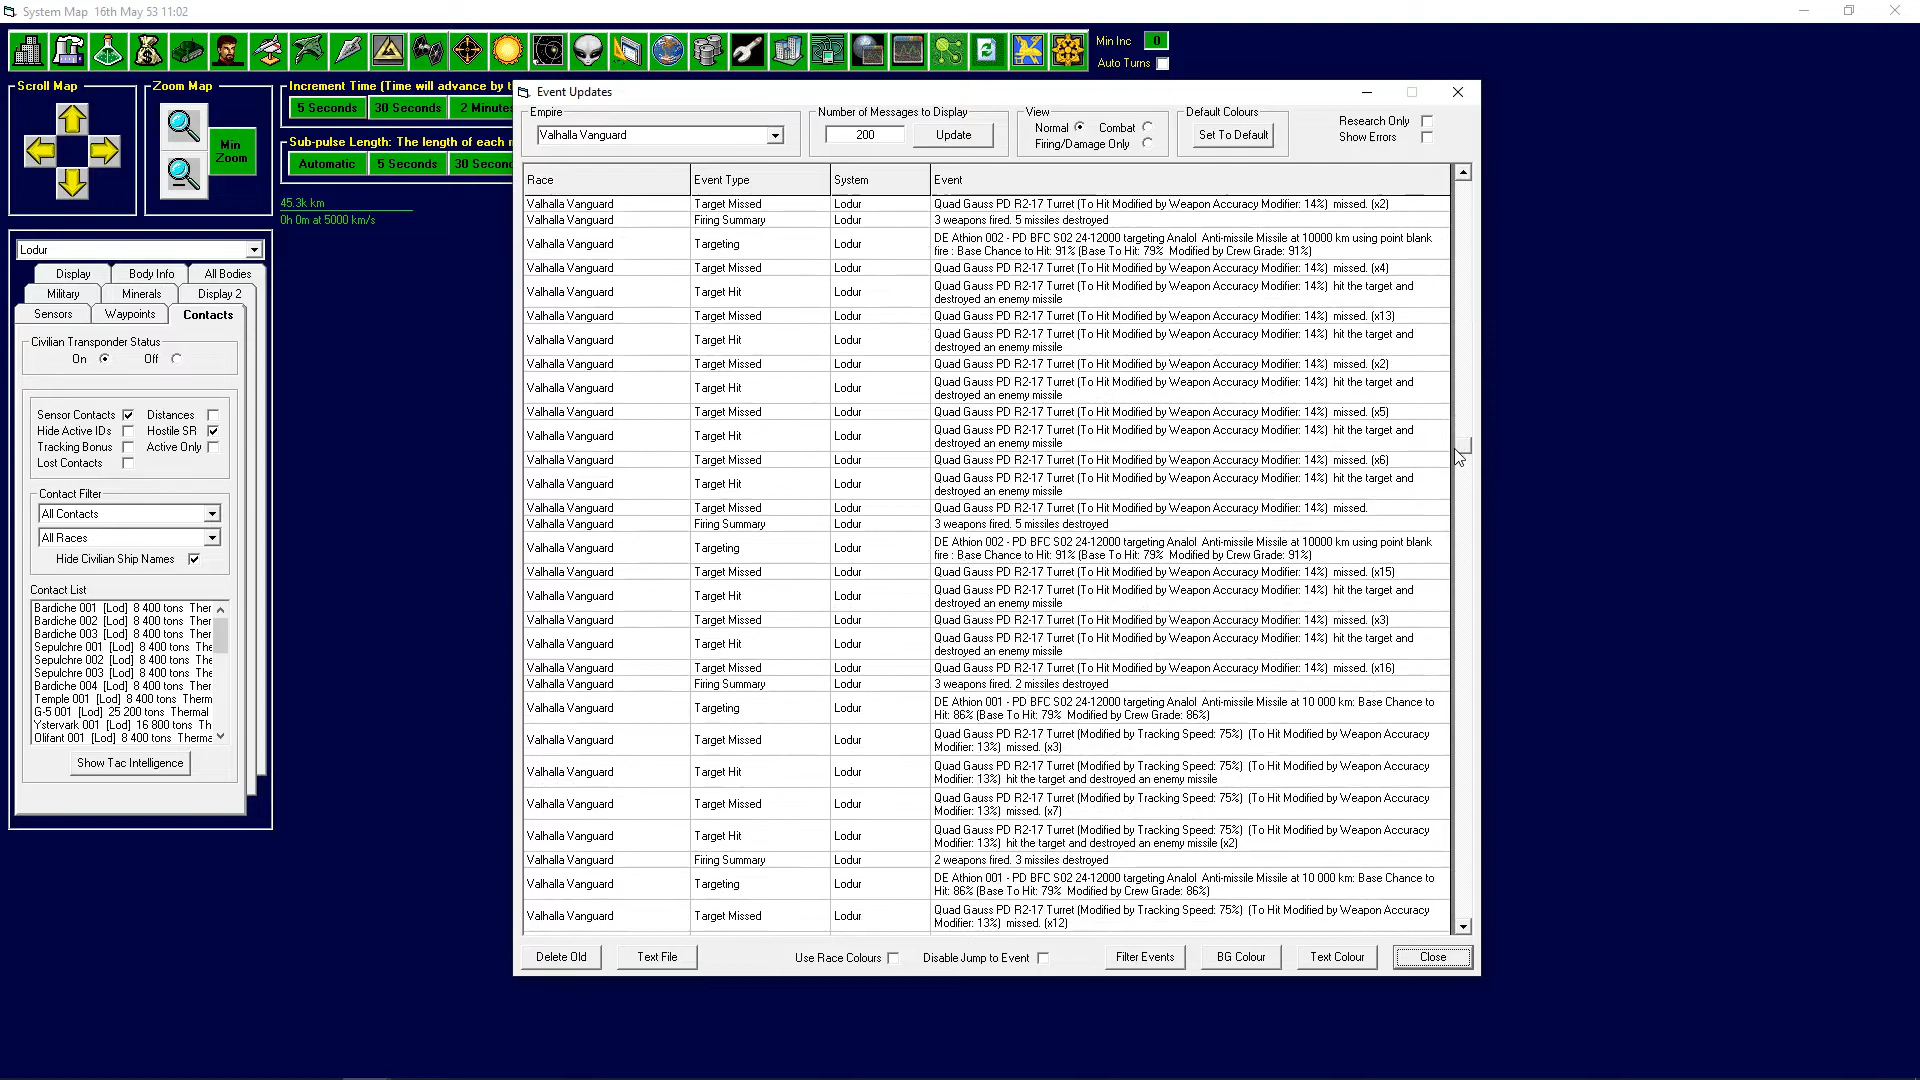 System Map   16th May 53 11:02
Min Inc 0
Auto Turns
Scroll Map
Zoom Map
Min
Zoom
Increment Time (Time will advance by t
5 Seconds 30 Seconds 2 Minutes
Sub-pulse Length: The length of each
Automatic 5 Seconds 30 Secon
45.3k km
0h 0m at 5000 km/s
Lodur
Display Body Info All Bodies
Military Minerals Display 2
Sensors Waypoints Contacts
Civilian Transponder Status
On Off
Sensor Contacts Distances
Hide Active IDs Hostile SR
Tracking Bonus Active Only
Lost Contacts
Contact Filter
All Contacts
All Races
Hide Civilian Ship Names
Contact List
Bardiche 001 [Lod] 8 400 tons Ther
Bardiche 002 [Lod] 8 400 tons Ther
Bardiche 003 [Lod] 8 400 tons Ther
Sepulchre 001 [Lod] 8 400 tons The
Sepulchre 002 [Lod] 8 400 tons The
Sepulchre 003 [Lod] 8 400 tons The
Bardiche 004 [Lod] 8 400 tons Ther
Temple 001 [Lod] 8 400 tons Therm
G-5 001 [Lod] 25 200 tons Thermal
Ystervark 001 [Lod] 16 800 tons Th
Olifant 001 [Lod] 8 400 tons Therma
Show Tac Intelligence
Event Updates
Empire
Valhalla Vanguard
Number of Messages to Display
200 Update
View
Normal Combat
Firing/Damage Only
Default Colours
Set To Default
Research Only
Show Errors
Race Event Type System Event
Valhalla Vanguard Target Missed Lodur Quad Gauss PD R2-17 Turret (To Hit Modified by Weapon Accuracy Modifier: 14%) missed. (x2)
Valhalla Vanguard Firing Summary Lodur 3 weapons fired. 5 missiles destroyed
Valhalla Vanguard Targeting Lodur DE Athion 002 - PD BFC S02 24-12000 targeting Analol Anti-missile Missile at 10000 km using point blank
fire : Base Chance to Hit: 91% (Base To Hit: 79% Modified by Crew Grade: 91%)
Valhalla Vanguard Target Missed Lodur Quad Gauss PD R2-17 Turret (To Hit Modified by Weapon Accuracy Modifier: 14%) missed. (x4)
Valhalla Vanguard Target Hit Lodur Quad Gauss PD R2-17 Turret (To Hit Modified by Weapon Accuracy Modifier: 14%) hit the target and
destroyed an enemy missile
Valhalla Vanguard Target Missed Lodur Quad Gauss PD R2-17 Turret (To Hit Modified by Weapon Accuracy Modifier: 14%) missed. (x13)
Valhalla Vanguard Target Hit Lodur Quad Gauss PD R2-17 Turret (To Hit Modified by Weapon Accuracy Modifier: 14%) hit the target and
destroyed an enemy missile
Valhalla Vanguard Target Missed Lodur Quad Gauss PD R2-17 Turret (To Hit Modified by Weapon Accuracy Modifier: 14%) missed. (x2)
Valhalla Vanguard Target Hit Lodur Quad Gauss PD R2-17 Turret (To Hit Modified by Weapon Accuracy Modifier: 14%) hit the target and
destroyed an enemy missile
Valhalla Vanguard Target Missed Lodur Quad Gauss PD R2-17 Turret (To Hit Modified by Weapon Accuracy Modifier: 14%) missed. (x5)
Valhalla Vanguard Target Hit Lodur Quad Gauss PD R2-17 Turret (To Hit Modified by Weapon Accuracy Modifier: 14%) hit the target and
destroyed an enemy missile
Valhalla Vanguard Target Missed Lodur Quad Gauss PD R2-17 Turret (To Hit Modified by Weapon Accuracy Modifier: 14%) missed. (x6)
Valhalla Vanguard Target Hit Lodur Quad Gauss PD R2-17 Turret (To Hit Modified by Weapon Accuracy Modifier: 14%) hit the target and
destroyed an enemy missile
Valhalla Vanguard Target Missed Lodur Quad Gauss PD R2-17 Turret (To Hit Modified by Weapon Accuracy Modifier: 14%) missed.
Valhalla Vanguard Firing Summary Lodur 3 weapons fired. 5 missiles destroyed
Valhalla Vanguard Targeting Lodur DE Athion 002 - PD BFC S02 24-12000 targeting Analol Anti-missile Missile at 10000 km using point blank
fire : Base Chance to Hit: 91% (Base To Hit: 79% Modified by Crew Grade: 91%)
Valhalla Vanguard Target Missed Lodur Quad Gauss PD R2-17 Turret (To Hit Modified by Weapon Accuracy Modifier: 14%) missed. (x15)
Valhalla Vanguard Target Hit Lodur Quad Gauss PD R2-17 Turret (To Hit Modified by Weapon Accuracy Modifier: 14%) hit the target and
destroyed an enemy missile
Valhalla Vanguard Target Missed Lodur Quad Gauss PD R2-17 Turret (To Hit Modified by Weapon Accuracy Modifier: 14%) missed. (x3)
Valhalla Vanguard Target Hit Lodur Quad Gauss PD R2-17 Turret (To Hit Modified by Weapon Accuracy Modifier: 14%) hit the target and
destroyed an enemy missile
Valhalla Vanguard Target Missed Lodur Quad Gauss PD R2-17 Turret (To Hit Modified by Weapon Accuracy Modifier: 14%) missed. (x16)
Valhalla Vanguard Firing Summary Lodur 3 weapons fired. 2 missiles destroyed
Valhalla Vanguard Targeting Lodur DE Athion 001 - PD BFC S02 24-12000 targeting Analol Anti-missile Missile at 10 000 km: Base Chance to
Hit: 86% (Base To Hit: 79% Modified by Crew Grade: 86%)
Valhalla Vanguard Target Missed Lodur Quad Gauss PD R2-17 Turret (Modified by Tracking Speed: 75%) (To Hit Modified by Weapon Accuracy
Modifier: 13%) missed. (x3)
Valhalla Vanguard Target Hit Lodur Quad Gauss PD R2-17 Turret (Modified by Tracking Speed: 75%) (To Hit Modified by Weapon Accuracy
Modifier: 13%) hit the target and destroyed an enemy missile
Valhalla Vanguard Target Missed Lodur Quad Gauss PD R2-17 Turret (Modified by Tracking Speed: 75%) (To Hit Modified by Weapon Accuracy
Modifier: 13%) missed. (x7)
Valhalla Vanguard Target Hit Lodur Quad Gauss PD R2-17 Turret (Modified by Tracking Speed: 75%) (To Hit Modified by Weapon Accuracy
Modifier: 13%) hit the target and destroyed an enemy missile (x2)
Valhalla Vanguard Firing Summary Lodur 2 weapons fired. 3 missiles destroyed
Valhalla Vanguard Targeting Lodur DE Athion 001 - PD BFC S02 24-12000 targeting Analol Anti-missile Missile at 10 000 km: Base Chance to
Hit: 86% (Base To Hit: 79% Modified by Crew Grade: 86%)
Valhalla Vanguard Target Missed Lodur Quad Gauss PD R2-17 Turret (Modified by Tracking Speed: 75%) (To Hit Modified by Weapon Accuracy
Modifier: 13%) missed. (x12)
Delete Old Text File Use Race Colours Disable Jump to Event Filter Events BG Colour Text Colour Close